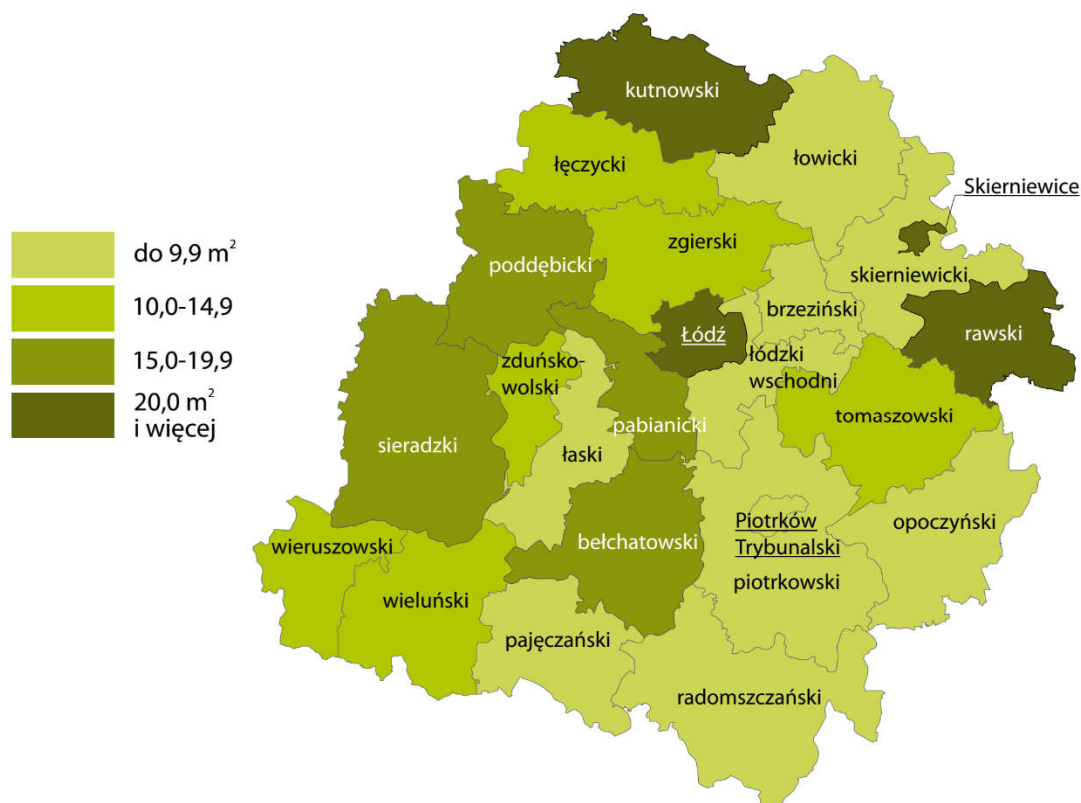 kutnowski
łęczycki
łowicki
Skierniewice
zgierski
do 9,9 m²
poddębicki
skierniewicki
10,0-14,9
brzeziński
Łódź
rawski
15,0-19,9
zduńsko-
wolski
łódzki
wschodni
20,0 m²
i więcej
pabianicki
tomaszowski
sieradzki
łaski
Piotrków
Trybunalski
opoczyński
wieruszowski
bełchatowski
piotrkowski
wieluński
pajęczański
radomszczański